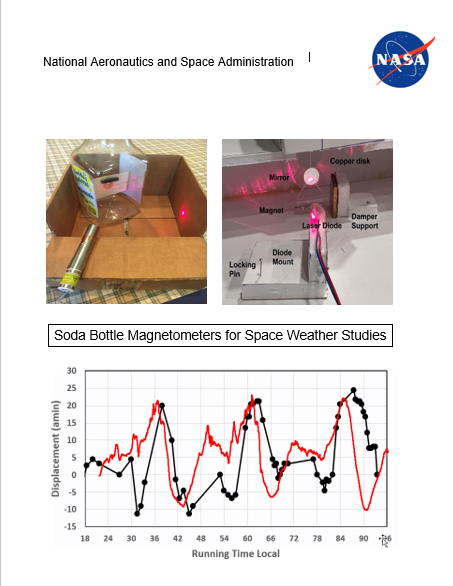 National Aeronautics and Space Administration
NASA
Copper disk
Mirror
Magnet
Laser Diode
Damper
Support
Diode
Mount
Locking
Pin
Soda Bottle Magnetometers for Space Weather Studies
Displacement (amin)
30
25
20
15
10
5
0
-5
-10
-15
18 24 30 36 42 48 54 60 66 72 78 84 90
Running Time Local